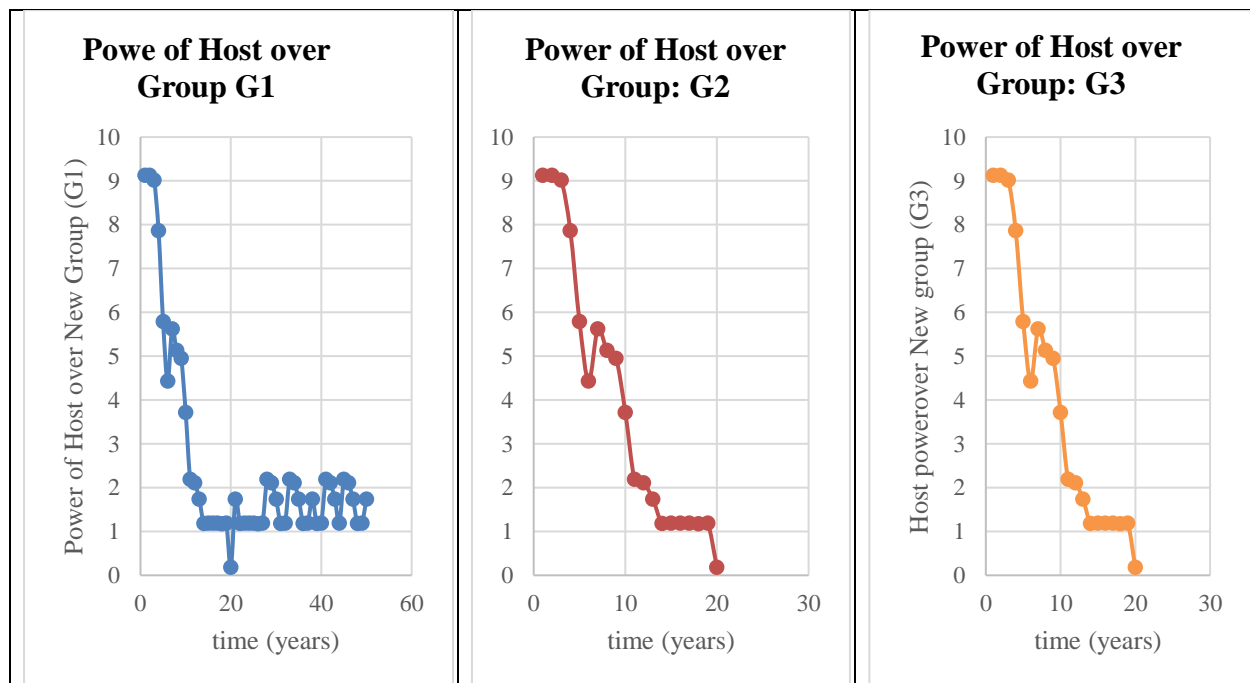 Powe of Host over
Group G1
Power of Host over New Group (G1)
10
9
8
7
6
5
4
3
2
1
0
0 20 40 60
time (years)
Power of Host over
Group: G2
10
9
8
7
6
5
4
3
2
1
0
0 10 20 30
time (years)
Power of Host over
Group: G3
Host powerover New group (G3)
10
9
8
7
6
5
4
3
2
1
0
0 10 20 30
time (years)